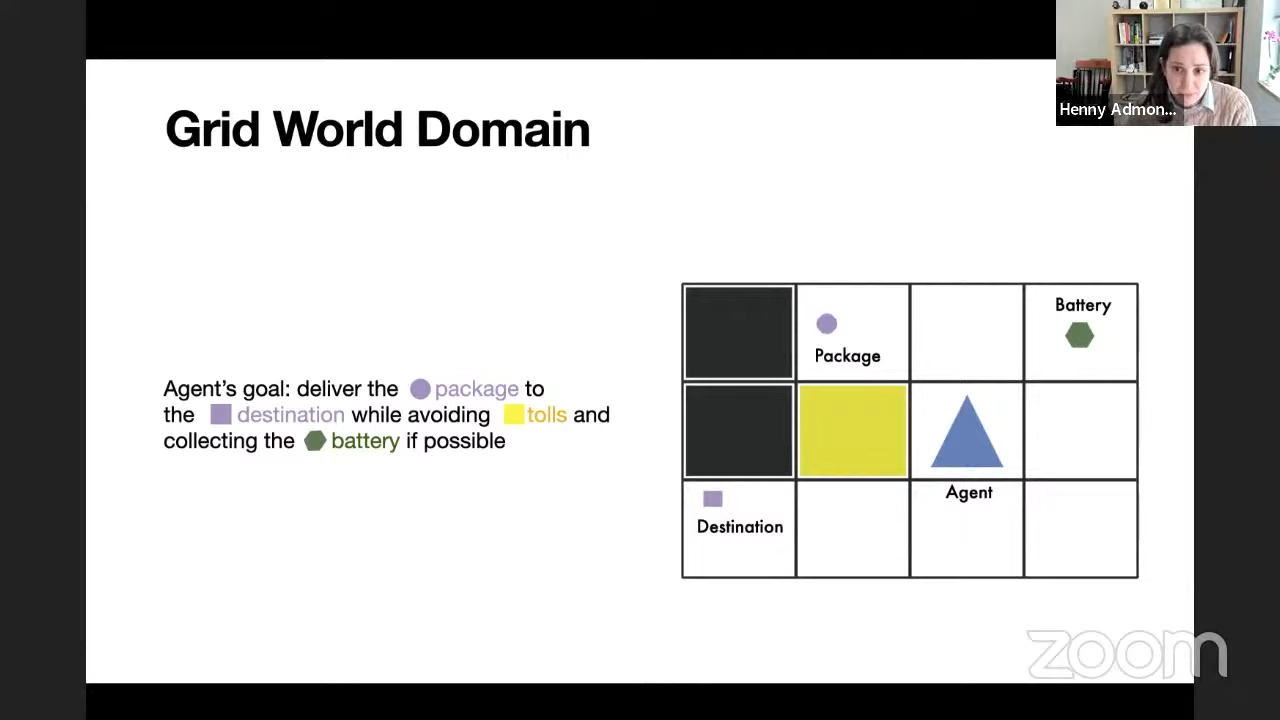 Henny Admon...
Grid World Domain
Battery
Package
Agent's goal: deliver the package to
the destination while avoiding tolls and
collecting the battery if possible
Agent
Destination
zoom